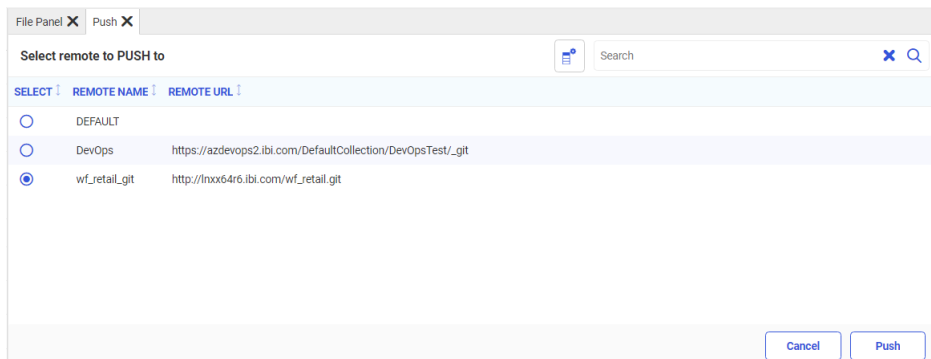 File Panel Push
Select remote to PUSH to Search
SELECT REMOTE NAME REMOTE URL
DEFAULT
DevOps https://azdevops2.ibi.com/DefaultCollection/DevOpsTest/_git
wf_retail_git http://lnxx64r6.ibi.com/wf_retail.git
Cancel Push